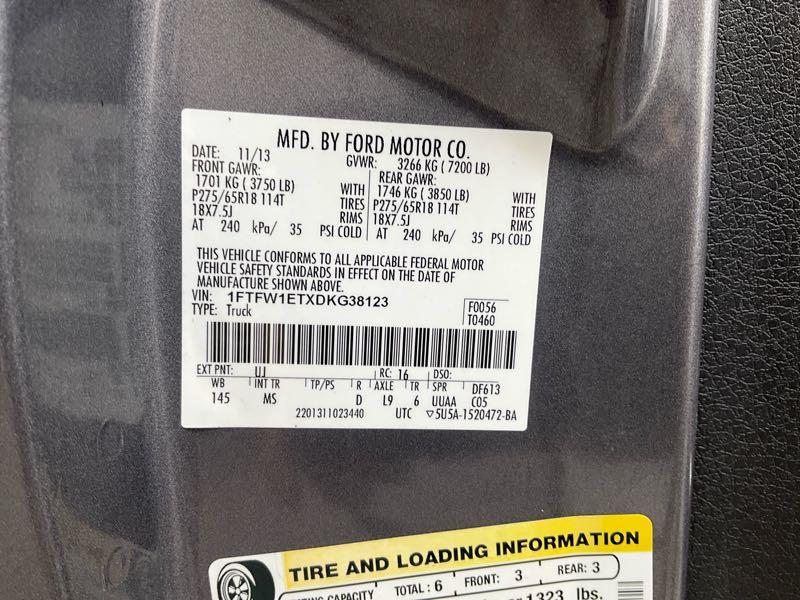 MFD. BY FORD MOTOR CO.
DATE: 11/13 GVWR: 3266 KG ( 7200 LB)
FRONT GAWR: REAR GAWR:
1701 KG ( 3750 LB) WITH 1746 KG ( 3850 LB) WITH
P275/65R18 114T TIRES P275/65R18 114T TIRES
18X7.5J RIMS 18X7.5J RIMS
AT 240 kPa/ 35 PSI COLD AT 240 kPa/ 35 PSI COLD
THIS VEHICLE CONFORMS TO ALL APPLICABLE FEDERAL MOTOR
VEHICLE SAFETY STANDARDS IN EFFECT ON THE DATE OF
MANUFACTURE SHOWN ABOVE.
VIN: 1FTFW1ETXDKG38123 F0056
TYPE: Truck T0460
EXT PNT: UJ RC: 16 DSO:
WB INT TR TP/PS R AXLE TR SPR DF613
145 MS D L9 6 UUAA C05
2201311023440 UTC ▽5U5A-1520472-BA
TIRE AND LOADING INFORMATION
CAPACITY TOTAL : 6 FRONT: 3 REAR: 3
1323 lbs.